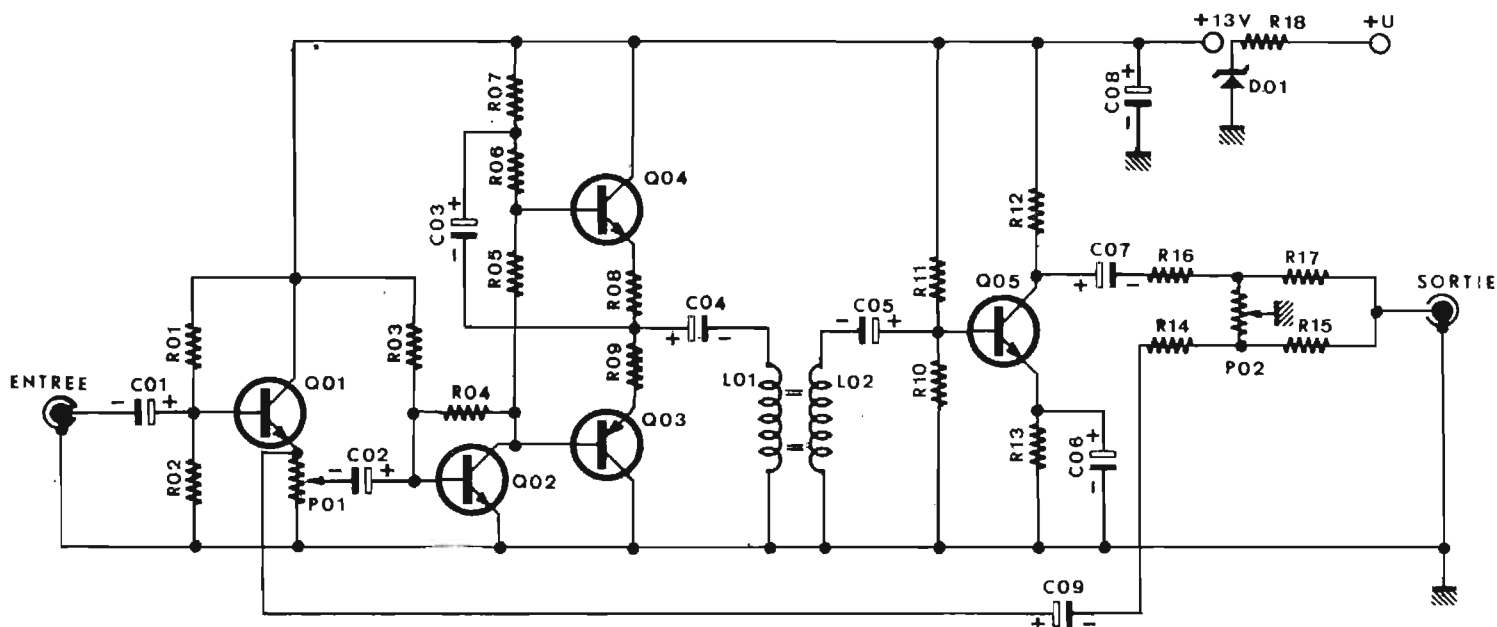 +13V R18 +U
C08 + -
D01
R07
R06
C03 + -
Q04
R05
R08
R12
R11
C07 + -
R16
R17
SORTIE
Q05
C04 + -
C05 - +
R14
R15
P02
R01
R03
R09
R10
L01
L02
ENTREE
C01 - +
Q01
R04
Q03
R13
C06 + -
R02
C02 - +
P01
Q02
C09
+ -